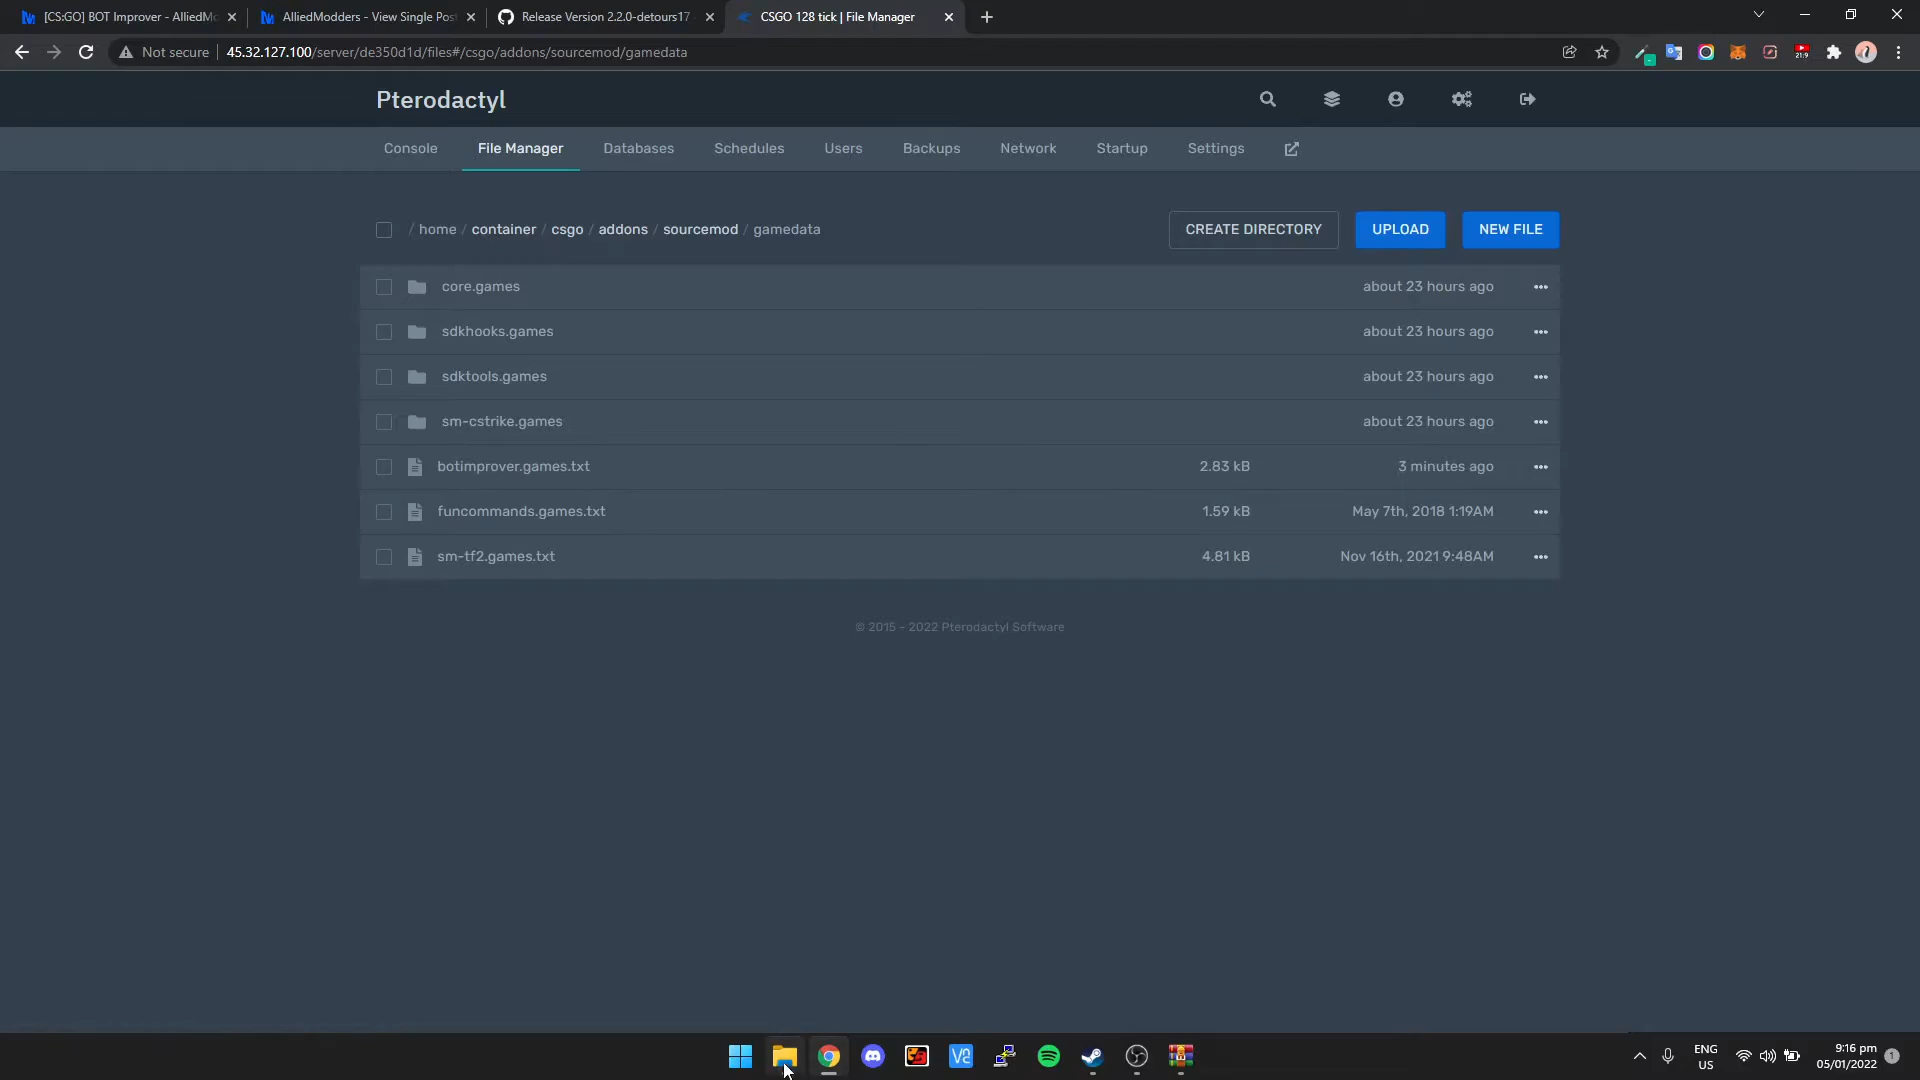 [CS:GO] BOT Improver - AlliedMo
AlliedModders - View Single Post
Release Version 2.2.0-detours17
CSGO 128 tick | File Manager
Not secure
45.32.127.100/server/de350d1d/files#/csgo/addons/sourcemod/gamedata
21:9
Pterodactyl
Console
File Manager
Databases
Schedules
Users
Backups
Network
Startup
Settings
/ home / container / csgo / addons / sourcemod / gamedata
CREATE DIRECTORY
UPLOAD
NEW FILE
core.games about 23 hours ago
sdkhooks.games about 23 hours ago
sdktools.games about 23 hours ago
sm-cstrike.games about 23 hours ago
botimprover.games.txt 2.83 kB 3 minutes ago
funcommands.games.txt 1.59 kB May 7th, 2018 1:19AM
sm-tf2.games.txt 4.81 kB Nov 16th, 2021 9:48AM
© 2015 - 2022 Pterodactyl Software
ENG
US
9:16 pm
05/01/2022
1